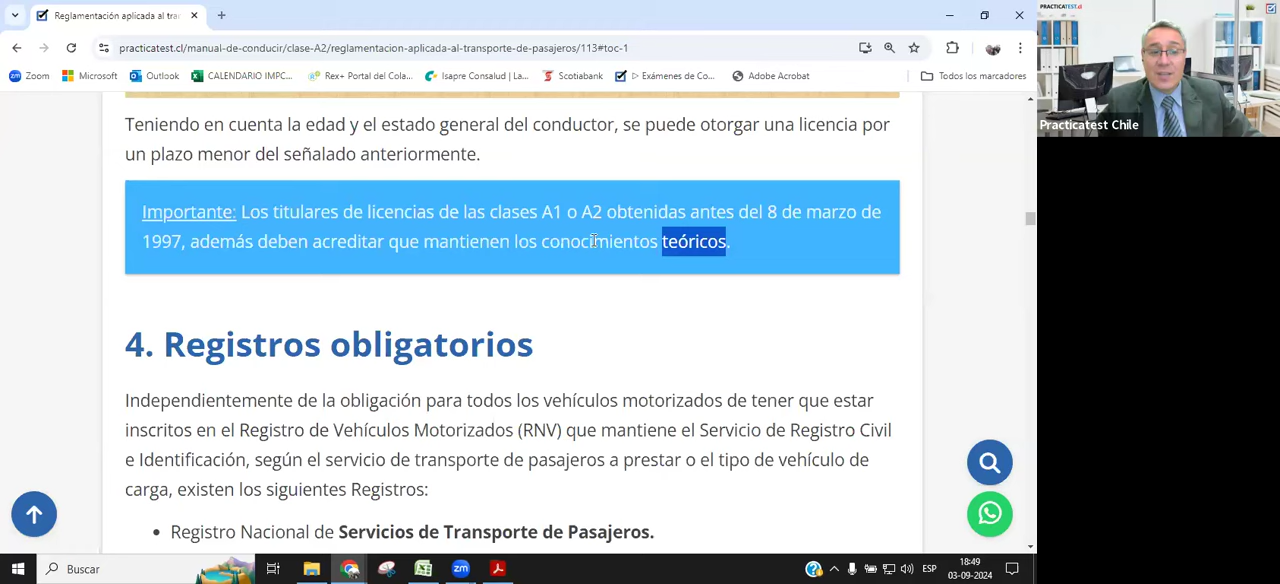 Reglamentación aplicada al tra
practicatest.cl/manual-de-conducir/clase-A2/reglamentacion-aplicada-al-transporte-de-pasajeros/113#toc-1
Zoom
Microsoft
Outlook
CALENDARIO IMPC...
Rex+ Portal del Cola...
Isapre Consalud | La...
Scotiabank
▷ Exámenes de Co...
Adobe Acrobat
Todos los marcadores
PRACTICATEST.cl
Practicatest Chile
Teniendo en cuenta la edad y el estado general del conductor, se puede otorgar una licencia por
un plazo menor del señalado anteriormente.
Importante: Los titulares de licencias de las clases A1 o A2 obtenidas antes del 8 de marzo de
1997, además deben acreditar que mantienen los conocimientos teóricos.
4. Registros obligatorios
Independientemente de la obligación para todos los vehículos motorizados de tener que estar
inscritos en el Registro de Vehículos Motorizados (RNV) que mantiene el Servicio de Registro Civil
e Identificación, según el servicio de transporte de pasajeros a prestar o el tipo de vehículo de
carga, existen los siguientes Registros:
• Registro Nacional de Servicios de Transporte de Pasajeros.
Buscar
zm
ESP
18:49
03-09-2024